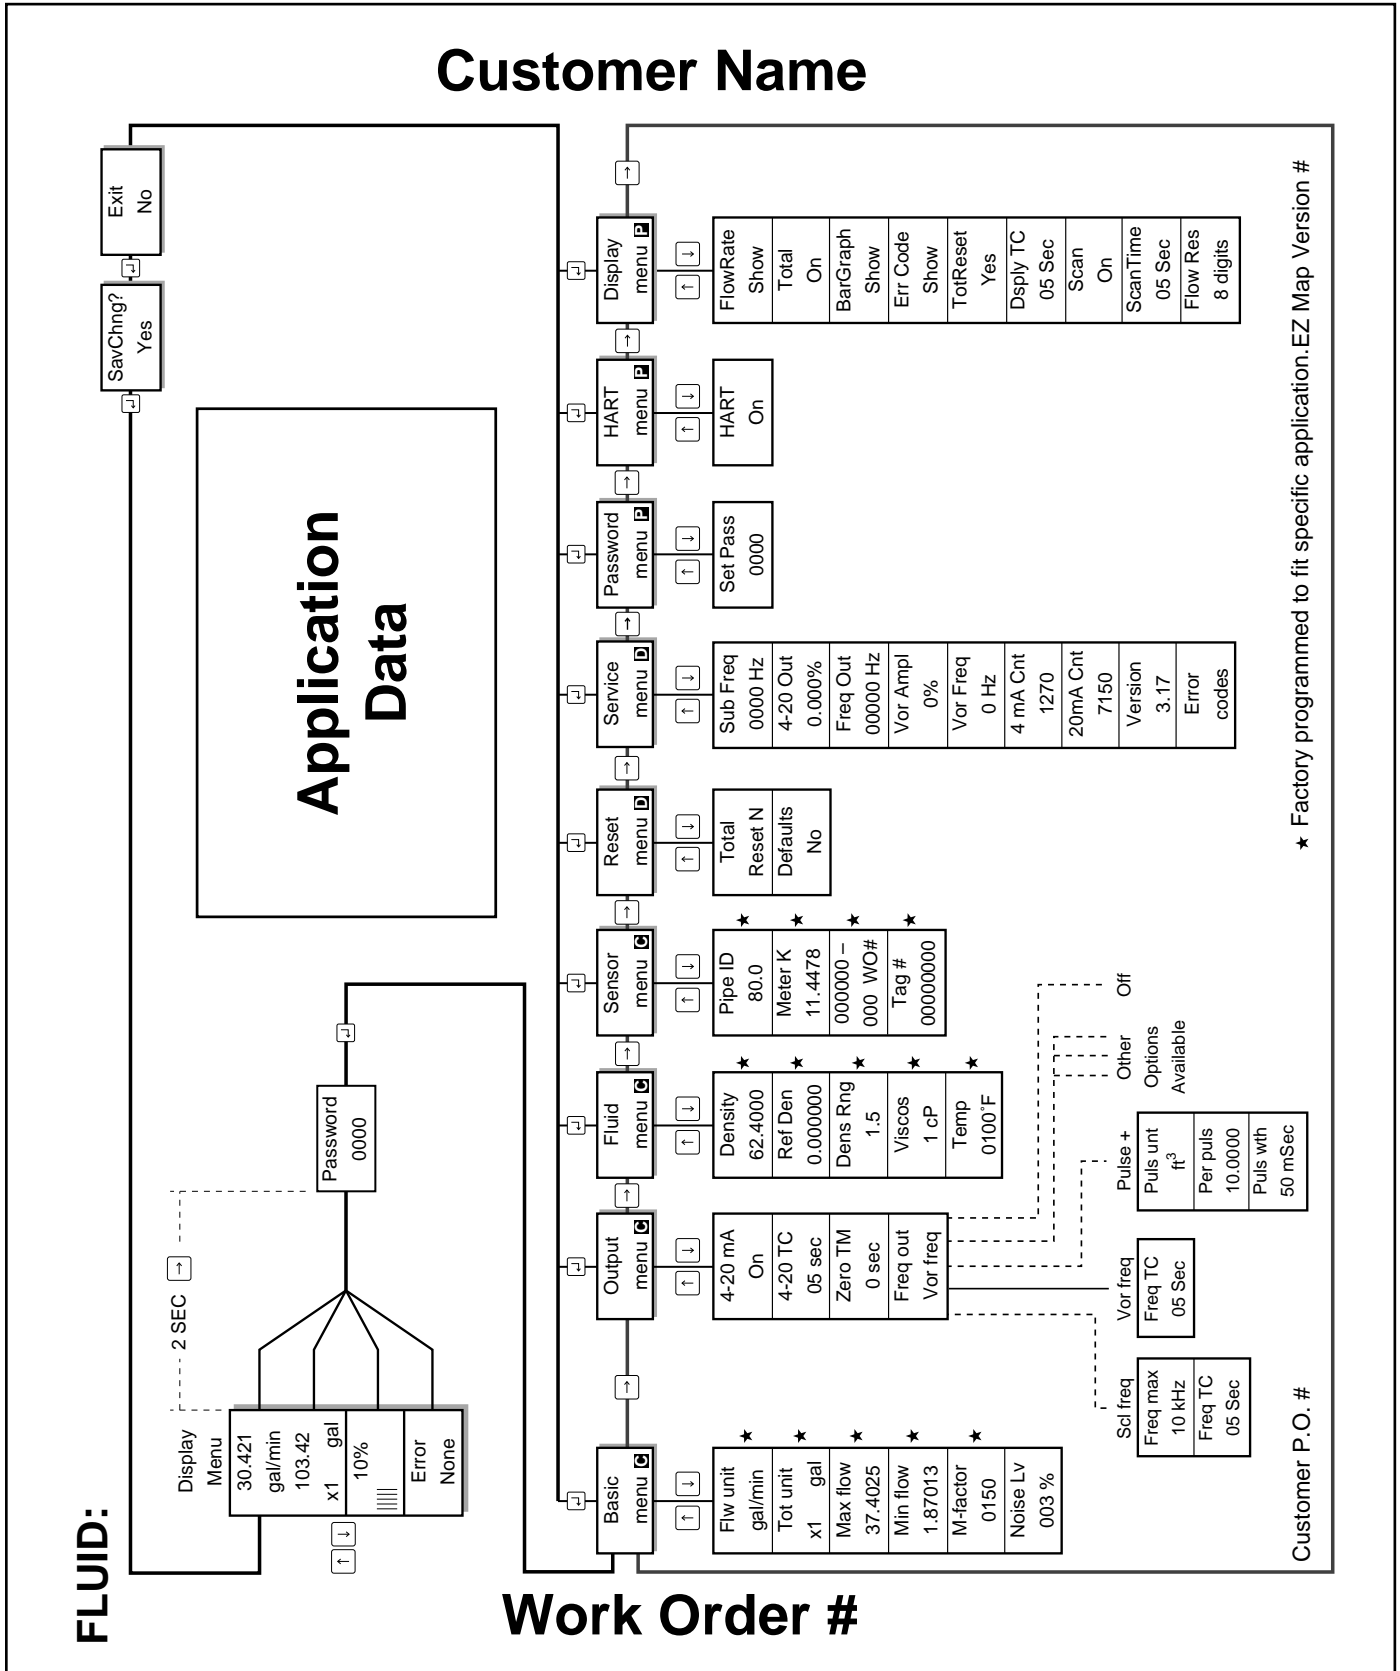 Customer Name
FLUID:
Work Order #
Application
Data
Display
Menu
30.421
gal/min
103.42
x1 gal
10%
Error
None
2 SEC
Password
0000
SavChng?
Yes
Exit
No
Basic
menu C
Flw unit
gal/min
Tot unit
x1 gal
Max flow
37.4025
Min flow
1.87013
M-factor
0150
Noise Lv
003 %
Output
menu C
4-20 mA
On
4-20 TC
05 sec
Zero TM
0 sec
Freq out
Vor freq
Scl freq
Freq max
10 kHz
Freq TC
05 Sec
Vor freq
Freq TC
05 Sec
Pulse +
Puls unt
ft³
Per puls
10.0000
Puls wth
50 mSec
Other
Options
Available
Off
Fluid
menu C
Density
62.4000
Ref Den
0.000000
Dens Rng
1.5
Viscos
1 cP
Temp
0100°F
Sensor
menu C
Pipe ID
80.0
Meter K
11.4478
000000 –
000 WO#
Tag #
00000000
Reset
menu D
Total
Reset N
Defaults
No
Service
menu D
Sub Freq
0000 Hz
4-20 Out
0.000%
Freq Out
00000 Hz
Vor Ampl
0%
Vor Freq
0 Hz
4 mA Cnt
1270
20mA Cnt
7150
Version
3.17
Error
codes
Password
menu P
Set Pass
0000
HART
menu P
HART
On
Display
menu P
FlowRate
Show
Total
On
BarGraph
Show
Err Code
Show
TotReset
Yes
Dsply TC
05 Sec
Scan
On
ScanTime
05 Sec
Flow Res
8 digits
Customer P.O. #
★ Factory programmed to fit specific application.EZ Map Version #